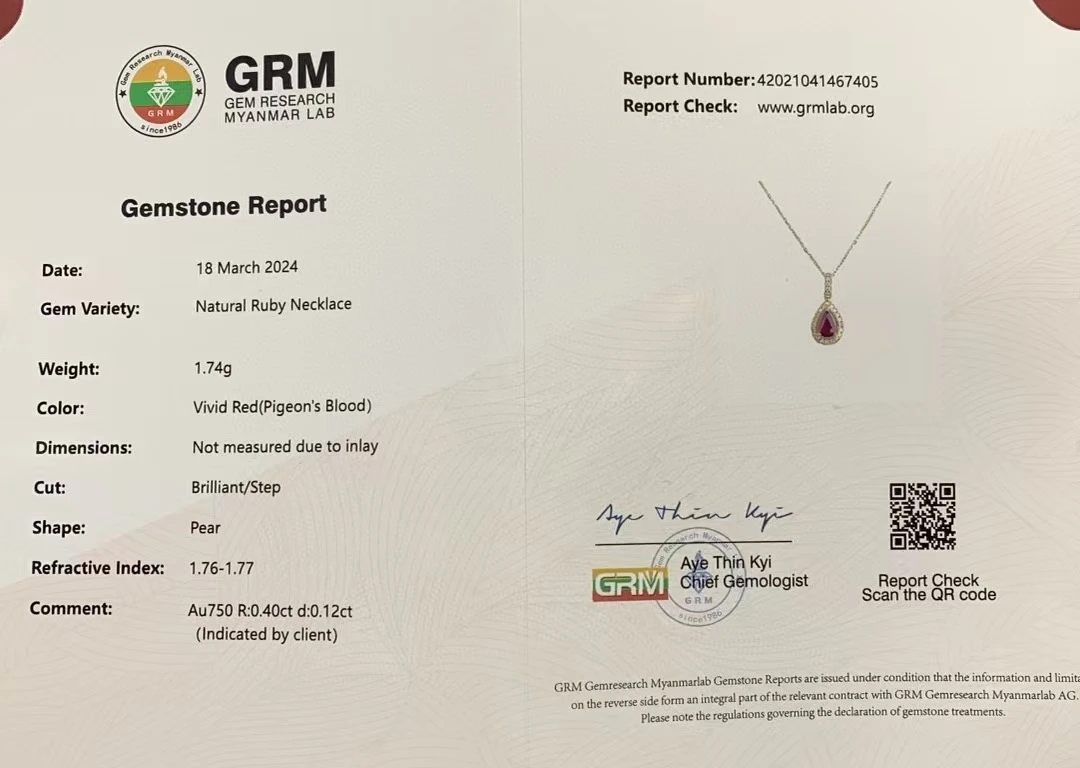 Gem Research Myanmar Lab
GRM
since1986
GRM
GEM RESEARCH
MYANMAR LAB
Gemstone Report
Date: 18 March 2024
Gem Variety: Natural Ruby Necklace
Weight: 1.74g
Color: Vivid Red(Pigeon's Blood)
Dimensions: Not measured due to inlay
Cut: Brilliant/Step
Shape: Pear
Refractive Index: 1.76-1.77
Comment: Au750 R:0.40ct d:0.12ct
(Indicated by client)
Report Number:42021041467405
Report Check: www.grmlab.org
Aye Thin Kyi
GRM
Aye Thin Kyi
Chief Gemologist
GRM
since1986
Report Check
Scan the QR code
GRM Gemresearch Myanmarlab Gemstone Reports are issued under condition that the information and limita
on the reverse side form an integral part of the relevant contract with GRM Gemresearch Myanmarlab AG.
Please note the regulations governing the declaration of gemstone treatments.